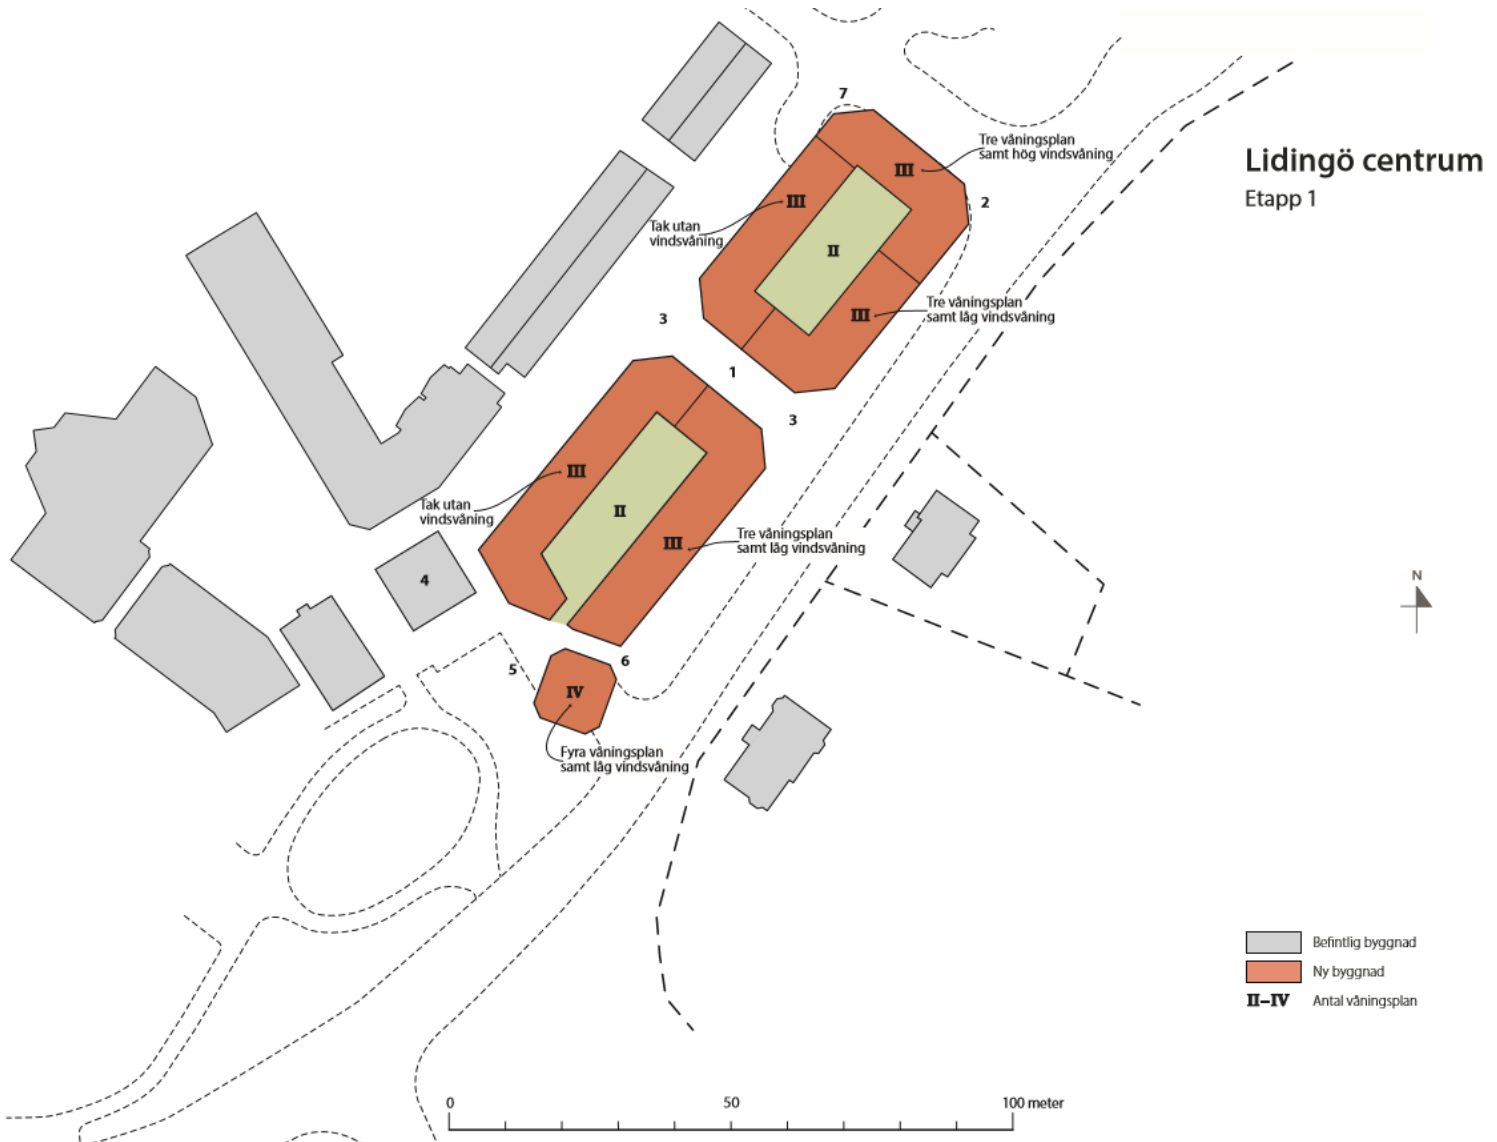 7
Tre våningsplan
samt hög vindsvåning
Lidingö centrum
Etapp 1
III
III
2
Tak utan
vindsvåning
II
Tre våningsplan
samt låg vindsvåning
III
3
1
3
III
Tak utan
vindsvåning
II
III
Tre våningsplan
samt låg vindsvåning
4
N
5
6
IV
Fyra våningsplan
samt låg vindsvåning
Befintlig byggnad
Ny byggnad
II–IV Antal våningsplan
0 50 100 meter